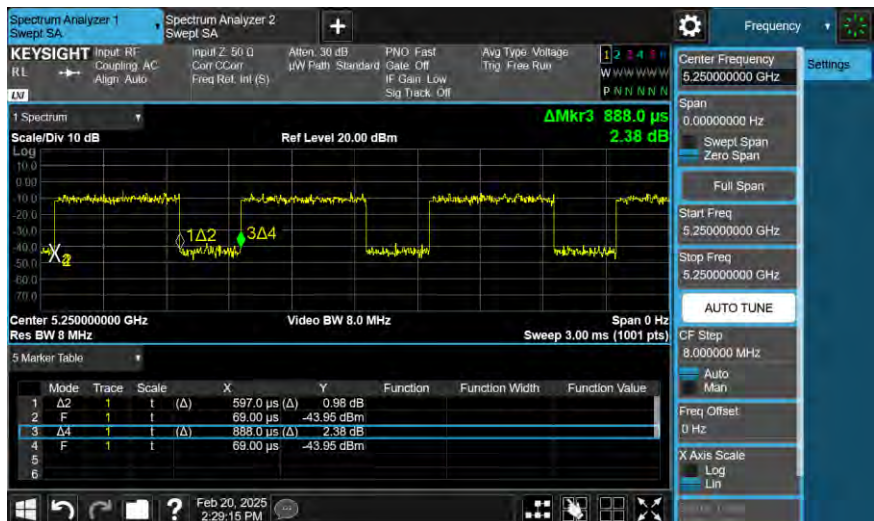 Spectrum Analyzer 1
Swept SA
Spectrum Analyzer 2
Swept SA
+
Frequency
KEYSIGHT
RL
LXI
Input: RF
Coupling: AC
Align: Auto
Input Z: 50 Ω
Corr CCorr
Freq Ref: Int (S)
Atten: 30 dB
µW Path: Standard
PNO: Fast
Gate: Off
IF Gain: Low
Sig Track: Off
Avg Type: Voltage
Trig: Free Run
1 2 3 4 5 6
W W W W W W
P N N N N N
1 Spectrum
Scale/Div 10 dB
Ref Level 20.00 dBm
ΔMkr3 888.0 µs
2.38 dB
Log
10.0
0.00
-10.0
-20.0
-30.0
-40.0
-50.0
-60.0
-70.0
1Δ2
3Δ4
Center 5.250000000 GHz
Res BW 8 MHz
Video BW 8.0 MHz
Span 0 Hz
Sweep 3.00 ms (1001 pts)
5 Marker Table
Mode Trace Scale X Y Function Function Width Function Value
1 Δ2 1 t (Δ) 597.0 µs (Δ) 0.98 dB
2 F 1 t 69.00 µs -43.95 dBm
3 Δ4 1 t (Δ) 888.0 µs (Δ) 2.38 dB
4 F 1 t 69.00 µs -43.95 dBm
5
6
Feb 20, 2025
2:29:15 PM
Center Frequency
5.250000000 GHz
Settings
Span
0.00000000 Hz
Swept Span
Zero Span
Full Span
Start Freq
5.250000000 GHz
Stop Freq
5.250000000 GHz
AUTO TUNE
CF Step
8.000000 MHz
Auto
Man
Freq Offset
0 Hz
X Axis Scale
Log
Lin